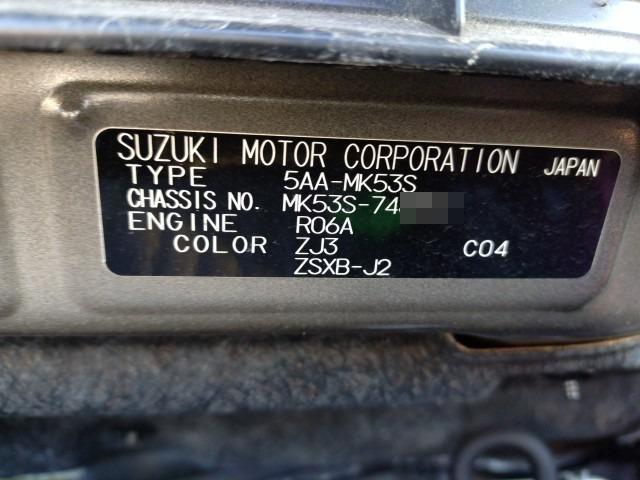 SUZUKI MOTOR CORPORATION JAPAN
TYPE 5AA-MK53S
CHASSIS NO. MK53S-74
ENGINE R06A
COLOR ZJ3 C04
ZSXB-J2